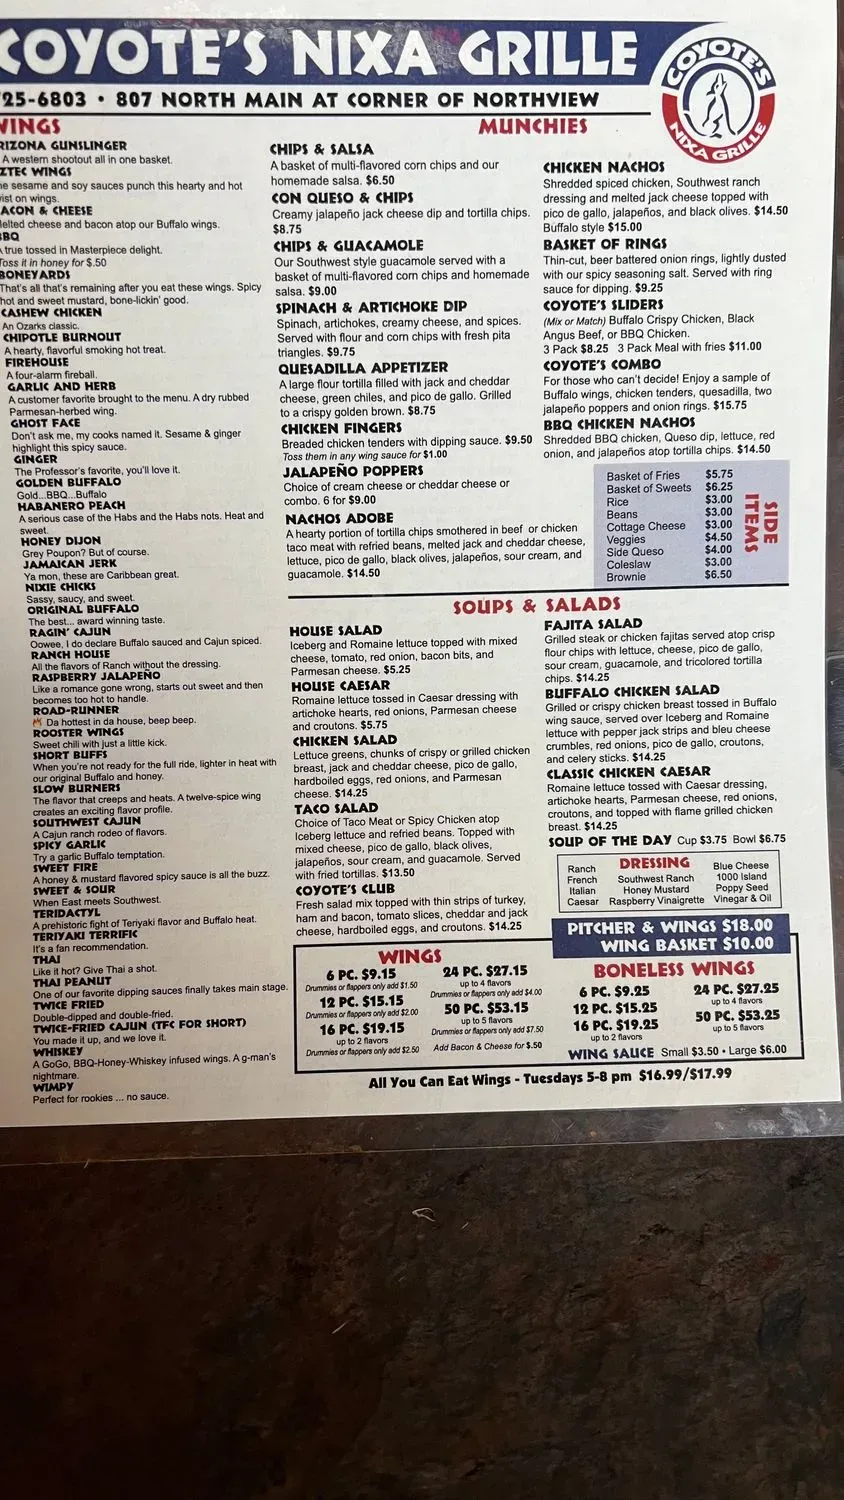 COYOTE'S NIXA GRILLE
25-6803 • 807 NORTH MAIN AT CORNER OF NORTHVIEW
COYOTE'S
NIXA GRILLE
WINGS
RIZONA GUNSLINGER
A western shootout all in one basket.
ZTEC WINGS
e sesame and soy sauces punch this hearty and hot
ist on wings.
ACON & CHEESE
elted cheese and bacon atop our Buffalo wings.
BQ
true tossed in Masterpiece delight.
Toss it in honey for $.50
BONEYARDS
That's all that's remaining after you eat these wings. Spicy
hot and sweet mustard, bone-lickin' good.
CASHEW CHICKEN
An Ozarks classic.
CHIPOTLE BURNOUT
A hearty, flavorful smoking hot treat.
FIREHOUSE
A four-alarm fireball.
GARLIC AND HERB
A customer favorite brought to the menu. A dry rubbed
Parmesan-herbed wing.
GHOST FACE
Don't ask me, my cooks named it. Sesame & ginger
highlight this spicy sauce.
GINGER
The Professor's favorite, you'll love it.
GOLDEN BUFFALO
Gold...BBQ...Buffalo
HABANERO PEACH
A serious case of the Habs and the Habs nots. Heat and
sweet.
HONEY DIJON
Grey Poupon? But of course.
JAMAICAN JERK
Ya mon, these are Caribbean great.
NIXIE CHICKS
Sassy, saucy, and sweet.
ORIGINAL BUFFALO
The best... award winning taste.
RAGIN' CAJUN
Oowee, I do declare Buffalo sauced and Cajun spiced.
RANCH HOUSE
All the flavors of Ranch without the dressing.
RASPBERRY JALAPEÑO
Like a romance gone wrong, starts out sweet and then
becomes too hot to handle.
ROAD-RUNNER
Da hottest in da house, beep beep.
ROOSTER WINGS
Sweet chili with just a little kick.
SHORT BUFFS
When you're not ready for the full ride, lighter in heat with
our original Buffalo and honey.
SLOW BURNERS
The flavor that creeps and heats. A twelve-spice wing
creates an exciting flavor profile.
SOUTHWEST CAJUN
A Cajun ranch rodeo of flavors.
SPICY GARLIC
Try a garlic Buffalo temptation.
SWEET FIRE
A honey & mustard flavored spicy sauce is all the buzz.
SWEET & SOUR
When East meets Southwest.
TERIDACTYL
A prehistoric fight of Teriyaki flavor and Buffalo heat.
TERIYAKI TERRIFIC
It's a fan recommendation.
THAI
Like it hot? Give Thai a shot.
THAI PEANUT
One of our favorite dipping sauces finally takes main stage.
TWICE FRIED
Double-dipped and double-fried.
TWICE-FRIED CAJUN (TFC FOR SHORT)
You made it up, and we love it.
WHISKEY
A GoGo, BBQ-Honey-Whiskey infused wings. A g-man's
nightmare.
WIMPY
Perfect for rookies ... no sauce.
MUNCHIES
CHIPS & SALSA
A basket of multi-flavored corn chips and our
homemade salsa. $6.50
CON QUESO & CHIPS
Creamy jalapeño jack cheese dip and tortilla chips.
$8.75
CHIPS & GUACAMOLE
Our Southwest style guacamole served with a
basket of multi-flavored corn chips and homemade
salsa. $9.00
SPINACH & ARTICHOKE DIP
Spinach, artichokes, creamy cheese, and spices.
Served with flour and corn chips with fresh pita
triangles. $9.75
QUESADILLA APPETIZER
A large flour tortilla filled with jack and cheddar
cheese, green chiles, and pico de gallo. Grilled
to a crispy golden brown. $8.75
CHICKEN FINGERS
Breaded chicken tenders with dipping sauce. $9.50
Toss them in any wing sauce for $1.00
JALAPEÑO POPPERS
Choice of cream cheese or cheddar cheese or
combo. 6 for $9.00
NACHOS ADOBE
A hearty portion of tortilla chips smothered in beef or chicken
taco meat with refried beans, melted jack and cheddar cheese,
lettuce, pico de gallo, black olives, jalapeños, sour cream, and
guacamole. $14.50
CHICKEN NACHOS
Shredded spiced chicken, Southwest ranch
dressing and melted jack cheese topped with
pico de gallo, jalapeños, and black olives. $14.50
Buffalo style $15.00
BASKET OF RINGS
Thin-cut, beer battered onion rings, lightly dusted
with our spicy seasoning salt. Served with ring
sauce for dipping. $9.25
COYOTE'S SLIDERS
(Mix or Match) Buffalo Crispy Chicken, Black
Angus Beef, or BBQ Chicken.
3 Pack $8.25 3 Pack Meal with fries $11.00
COYOTE'S COMBO
For those who can't decide! Enjoy a sample of
Buffalo wings, chicken tenders, quesadilla, two
jalapeño poppers and onion rings. $15.75
BBQ CHICKEN NACHOS
Shredded BBQ chicken, Queso dip, lettuce, red
onion, and jalapeños atop tortilla chips. $14.50
SIDE ITEMS
Basket of Fries $5.75
Basket of Sweets $6.25
Rice $3.00
Beans $3.00
Cottage Cheese $3.00
Veggies $4.50
Side Queso $4.00
Coleslaw $3.00
Brownie $6.50
SOUPS & SALADS
HOUSE SALAD
Iceberg and Romaine lettuce topped with mixed
cheese, tomato, red onion, bacon bits, and
Parmesan cheese. $5.25
HOUSE CAESAR
Romaine lettuce tossed in Caesar dressing with
artichoke hearts, red onions, Parmesan cheese
and croutons. $5.75
CHICKEN SALAD
Lettuce greens, chunks of crispy or grilled chicken
breast, jack and cheddar cheese, pico de gallo,
hardboiled eggs, red onions, and Parmesan
cheese. $14.25
TACO SALAD
Choice of Taco Meat or Spicy Chicken atop
Iceberg lettuce and refried beans. Topped with
mixed cheese, pico de gallo, black olives,
jalapeños, sour cream, and guacamole. Served
with fried tortillas. $13.50
COYOTE'S CLUB
Fresh salad mix topped with thin strips of turkey,
ham and bacon, tomato slices, cheddar and jack
cheese, hardboiled eggs, and croutons. $14.25
FAJITA SALAD
Grilled steak or chicken fajitas served atop crisp
flour chips with lettuce, cheese, pico de gallo,
sour cream, guacamole, and tricolored tortilla
chips. $14.25
BUFFALO CHICKEN SALAD
Grilled or crispy chicken breast tossed in Buffalo
wing sauce, served over Iceberg and Romaine
lettuce with pepper jack strips and bleu cheese
crumbles, red onions, pico de gallo, croutons,
and celery sticks. $14.25
CLASSIC CHICKEN CAESAR
Romaine lettuce tossed with Caesar dressing,
artichoke hearts, Parmesan cheese, red onions,
croutons, and topped with flame grilled chicken
breast. $14.25
SOUP OF THE DAY Cup $3.75 Bowl $6.75
DRESSING
Ranch Blue Cheese
French Southwest Ranch 1000 Island
Italian Honey Mustard Poppy Seed
Caesar Raspberry Vinaigrette Vinegar & Oil
PITCHER & WINGS $18.00
WING BASKET $10.00
WINGS
6 PC. $9.15
Drummies or flappers only add $1.50
12 PC. $15.15
Drummies or flappers only add $2.00
16 PC. $19.15
up to 2 flavors
Drummies or flappers only add $2.50
24 PC. $27.15
up to 4 flavors
Drummies or flappers only add $4.00
50 PC. $53.15
up to 5 flavors
Drummies or flappers only add $7.50
Add Bacon & Cheese for $.50
BONELESS WINGS
6 PC. $9.25
12 PC. $15.25
16 PC. $19.25
up to 2 flavors
24 PC. $27.25
up to 4 flavors
50 PC. $53.25
up to 5 flavors
WING SAUCE Small $3.50 • Large $6.00
All You Can Eat Wings - Tuesdays 5-8 pm $16.99/$17.99